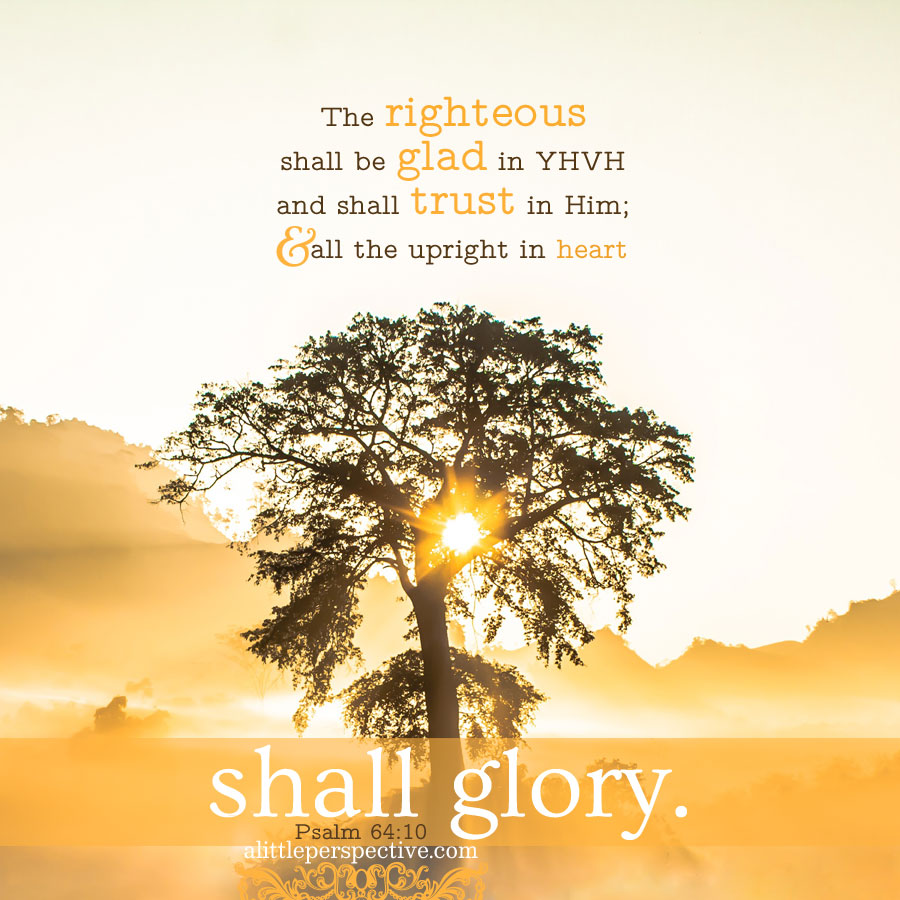 The righteous
shall be glad in YHVH
and shall trust in Him;
&all the upright in heart
shall glory.
Psalm 64:10
alittleperspective.com